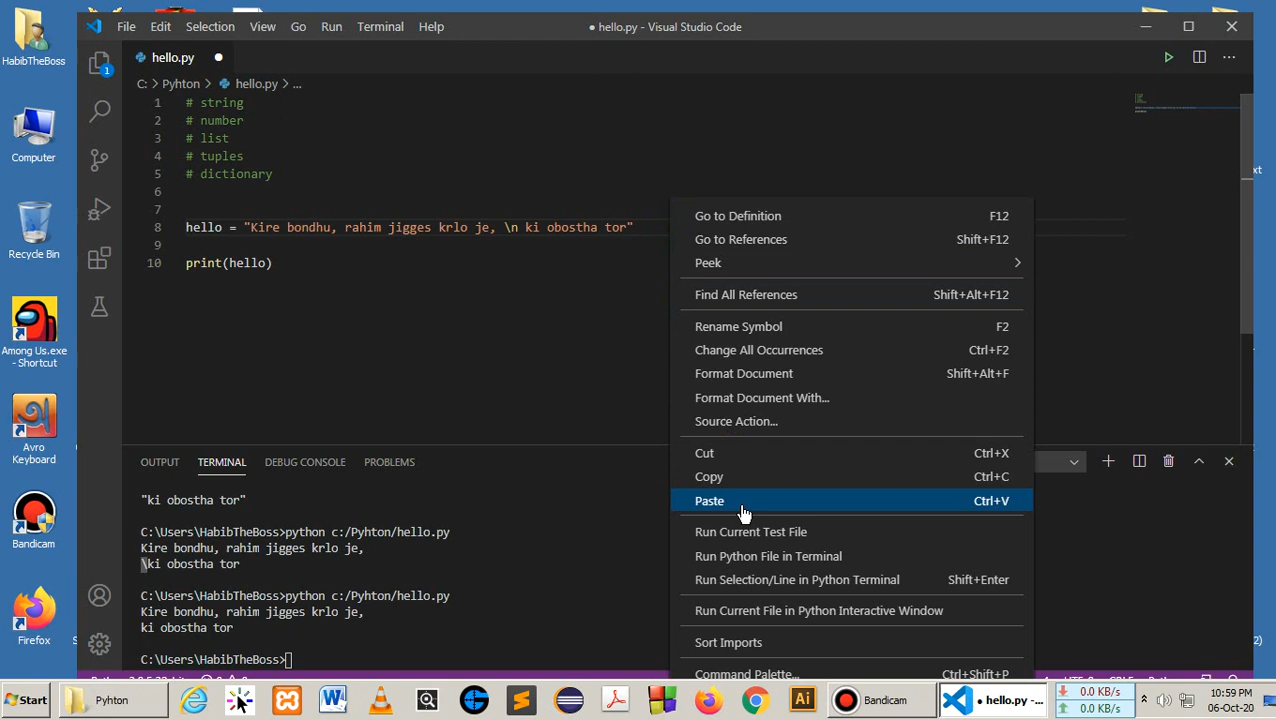 HabibTheBoss
Computer
Recycle Bin
Among Us.exe
- Shortcut
Avro
Keyboard
Bandicam
Firefox
File Edit Selection View Go Run Terminal Help
● hello.py - Visual Studio Code
hello.py
C: > Pyhton > hello.py > ...
1
1 # string
2 # number
3 # list
4 # tuples
5 # dictionary
6
7
8 hello = "Kire bondhu, rahim jigges krlo je, \n ki obostha tor"
9
10 print(hello)
Go to Definition F12
Go to References Shift+F12
Peek
Find All References Shift+Alt+F12
Rename Symbol F2
Change All Occurrences Ctrl+F2
Format Document Shift+Alt+F
Format Document With...
Source Action...
Cut Ctrl+X
Copy Ctrl+C
Paste Ctrl+V
Run Current Test File
Run Python File in Terminal
Run Selection/Line in Python Terminal Shift+Enter
Run Current File in Python Interactive Window
Sort Imports
Command Palette... Ctrl+Shift+P
OUTPUT TERMINAL DEBUG CONSOLE PROBLEMS
"ki obostha tor"
C:\Users\HabibTheBoss>python c:/Pyhton/hello.py
Kire bondhu, rahim jigges krlo je,
\ki obostha tor
C:\Users\HabibTheBoss>python c:/Pyhton/hello.py
Kire bondhu, rahim jigges krlo je,
ki obostha tor
C:\Users\HabibTheBoss>
Start
Pyhton
Bandicam
● hello.py - ...
0.0 KB/s
0.0 KB/s
10:59 PM
06-Oct-20